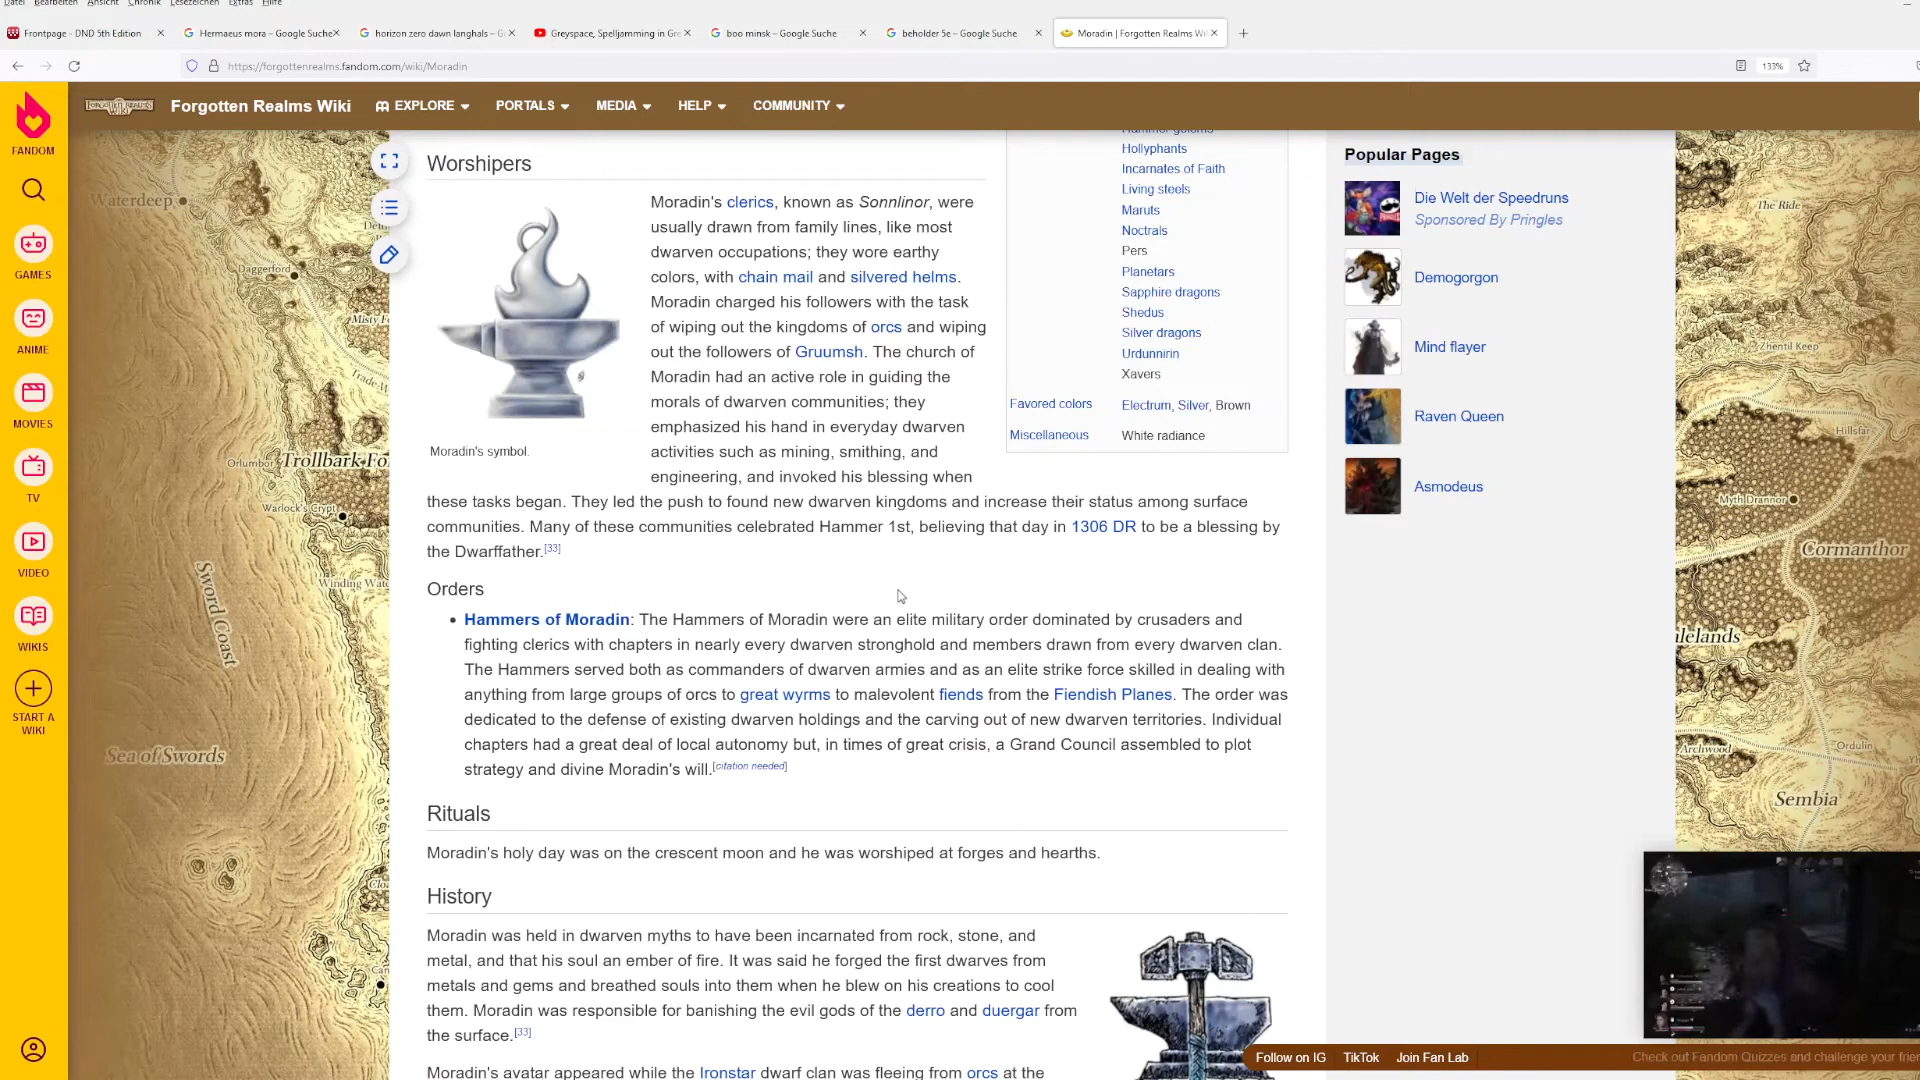 Datei Bearbeiten Ansicht Chronik Lesezeichen Extras Hilfe
Frontpage - DND 5th Edition
Hermaeus mora – Google Suche
horizon zero dawn langhals – G
Greyspace, Spelljamming in Gre
boo minsk – Google Suche
beholder 5e – Google Suche
Moradin | Forgotten Realms Wi
https://forgottenrealms.fandom.com/wiki/Moradin
133%
Forgotten Realms Wiki
EXPLORE
PORTALS
MEDIA
HELP
COMMUNITY
FANDOM
GAMES
ANIME
MOVIES
TV
VIDEO
WIKIS
START A
WIKI
Waterdeep
Daggerford
Misty F
Trade
Orlumbor
Trollbark Fo
Warlock's Crypt
Winding Wat
Sword Coast
Sea of Swords
Worshipers
Moradin's symbol.
Moradin's clerics, known as Sonnlinor, were
usually drawn from family lines, like most
dwarven occupations; they wore earthy
colors, with chain mail and silvered helms.
Moradin charged his followers with the task
of wiping out the kingdoms of orcs and wiping
out the followers of Gruumsh. The church of
Moradin had an active role in guiding the
morals of dwarven communities; they
emphasized his hand in everyday dwarven
activities such as mining, smithing, and
engineering, and invoked his blessing when
these tasks began. They led the push to found new dwarven kingdoms and increase their status among surface
communities. Many of these communities celebrated Hammer 1st, believing that day in 1306 DR to be a blessing by
the Dwarffather.[33]
Hammer golems
Hollyphants
Incarnates of Faith
Living steels
Maruts
Noctrals
Pers
Planetars
Sapphire dragons
Shedus
Silver dragons
Urdunnirin
Xavers
Favored colors Electrum, Silver, Brown
Miscellaneous White radiance
Orders
• Hammers of Moradin: The Hammers of Moradin were an elite military order dominated by crusaders and
fighting clerics with chapters in nearly every dwarven stronghold and members drawn from every dwarven clan.
The Hammers served both as commanders of dwarven armies and as an elite strike force skilled in dealing with
anything from large groups of orcs to great wyrms to malevolent fiends from the Fiendish Planes. The order was
dedicated to the defense of existing dwarven holdings and the carving out of new dwarven territories. Individual
chapters had a great deal of local autonomy but, in times of great crisis, a Grand Council assembled to plot
strategy and divine Moradin's will.[citation needed]
Rituals
Moradin's holy day was on the crescent moon and he was worshiped at forges and hearths.
History
Moradin was held in dwarven myths to have been incarnated from rock, stone, and
metal, and that his soul an ember of fire. It was said he forged the first dwarves from
metals and gems and breathed souls into them when he blew on his creations to cool
them. Moradin was responsible for banishing the evil gods of the derro and duergar from
the surface.[33]
Moradin's avatar appeared while the Ironstar dwarf clan was fleeing from orcs at the
Popular Pages
Die Welt der Speedruns
Sponsored By Pringles
Demogorgon
Mind flayer
Raven Queen
Asmodeus
The Ride
Zhentil Keep
Hillsfar
Myth Drannor
Cormanthor
lelands
Archwood
Ordulin
Sembia
Follow on IG
TikTok
Join Fan Lab
Check out Fandom Quizzes and challenge your frie